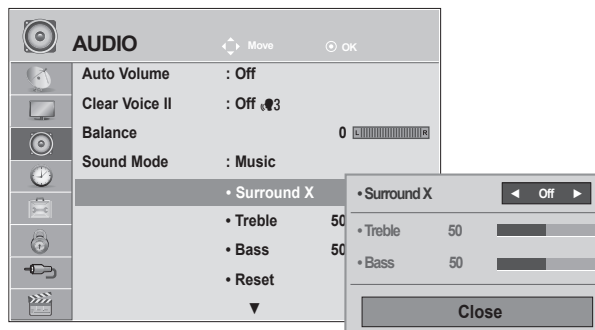 AUDIO Move OK
Auto Volume : Off
Clear Voice II : Off 3
Balance 0 L R
Sound Mode : Music
• Surround X
• Treble 50
• Bass 50
• Reset
▼
• Surround X ◄ Off ►
• Treble 50
• Bass 50
Close